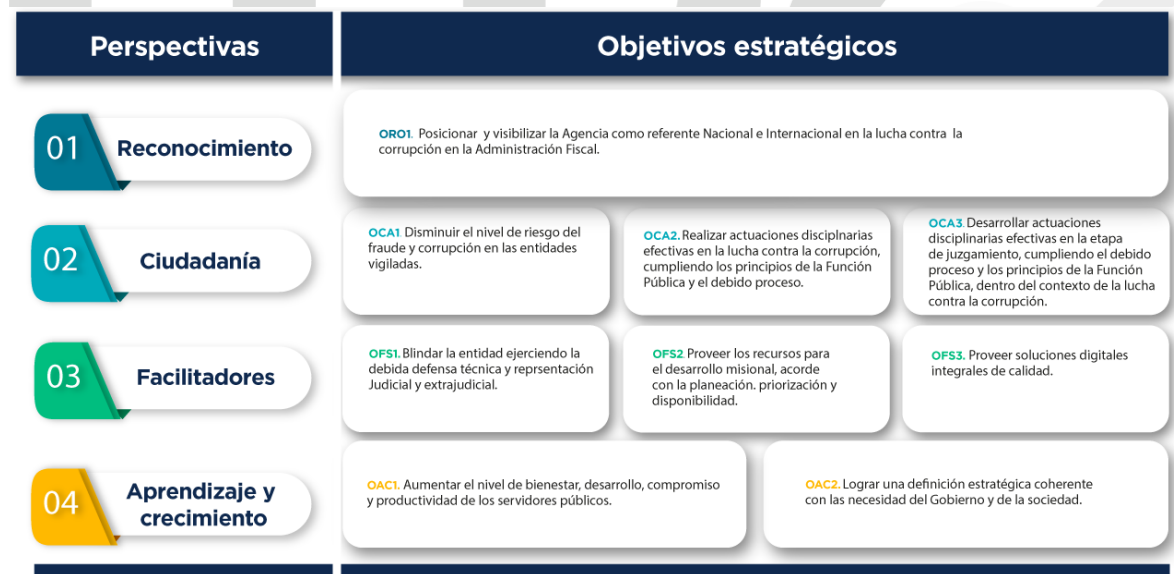 Perspectivas
Objetivos estratégicos
01
Reconocimiento
ORO1. Posicionar y visibilizar la Agencia como referente Nacional e Internacional en la lucha contra la
corrupción en la Administración Fiscal.
02
Ciudadanía
OCA1. Disminuir el nivel de riesgo del
fraude y corrupción en las entidades
vigiladas.
OCA2. Realizar actuaciones disciplnarias
efectivas en la lucha contra la corrupción,
cumpliendo los principios de la Función
Pública y el debido proceso.
OCA3. Desarrollar actuaciones
disciplinarias efectivas en la etapa
de juzgamiento, cumpliendo el debido
proceso y los principios de la Función
Pública, dentro del contexto de la lucha
contra la corrupción.
03
Facilitadores
OFS1. Blindar la entidad ejerciendo la
debida defensa técnica y reprsentación
Judicial y extrajudicial.
OFS2 Proveer los recursos para
el desarrollo misional, acorde
con la planeación. priorización y
disponibilidad.
OFS3. Proveer soluciones digitales
integrales de calidad.
04
Aprendizaje y
crecimiento
OAC1. Aumentar el nivel de bienestar, desarrollo, compromiso
y productividad de los servidores públicos.
OAC2. Lograr una definición estratégica coherente
con las necesidad del Gobierno y de la sociedad.